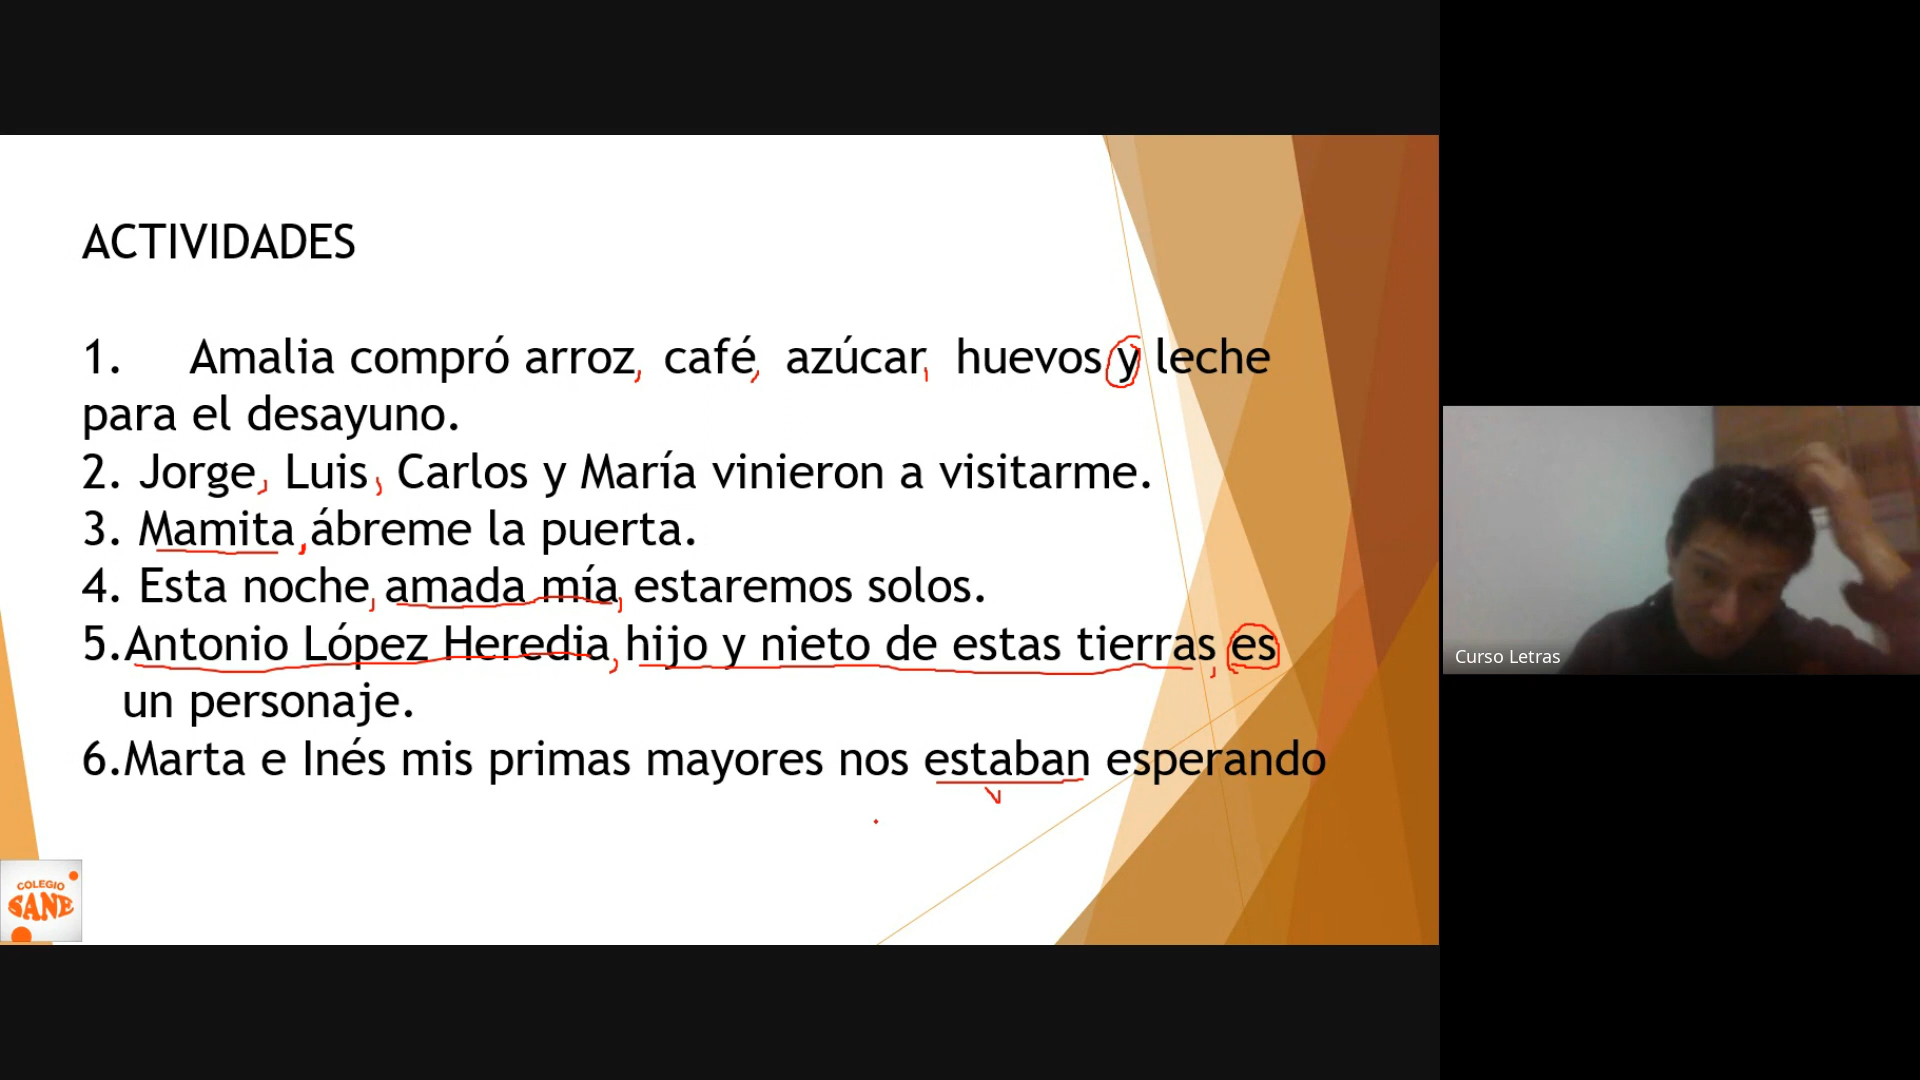 ACTIVIDADES
1. Amalia compró arroz, café, azúcar, huevos y leche
para el desayuno.
2. Jorge, Luis, Carlos y María vinieron a visitarme.
3. Mamita, ábreme la puerta.
4. Esta noche, amada mía, estaremos solos.
5.Antonio López Heredia, hijo y nieto de estas tierras, es
un personaje.
6.Marta e Inés mis primas mayores nos estaban esperando
v
COLEGIO
SANE
Curso Letras